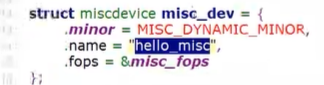 struct miscdevice misc_dev = {
.minor = MISC_DYNAMIC_MINOR,
.name = "hello_misc",
.fops = &misc_fops
};